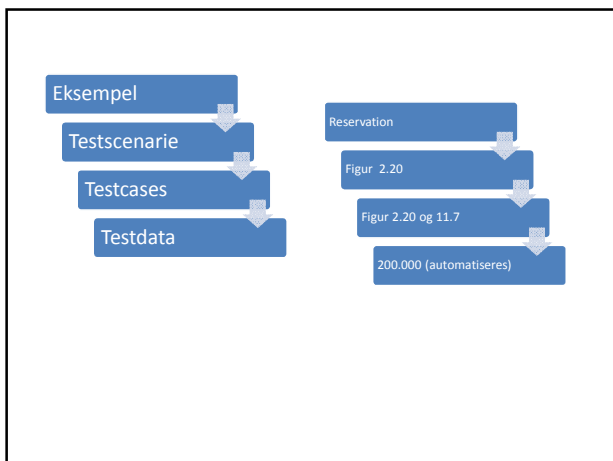 Eksempel
Testscenarie
Testcases
Testdata
Reservation
Figur 2.20
Figur 2.20 og 11.7
200.000 (automatiseres)